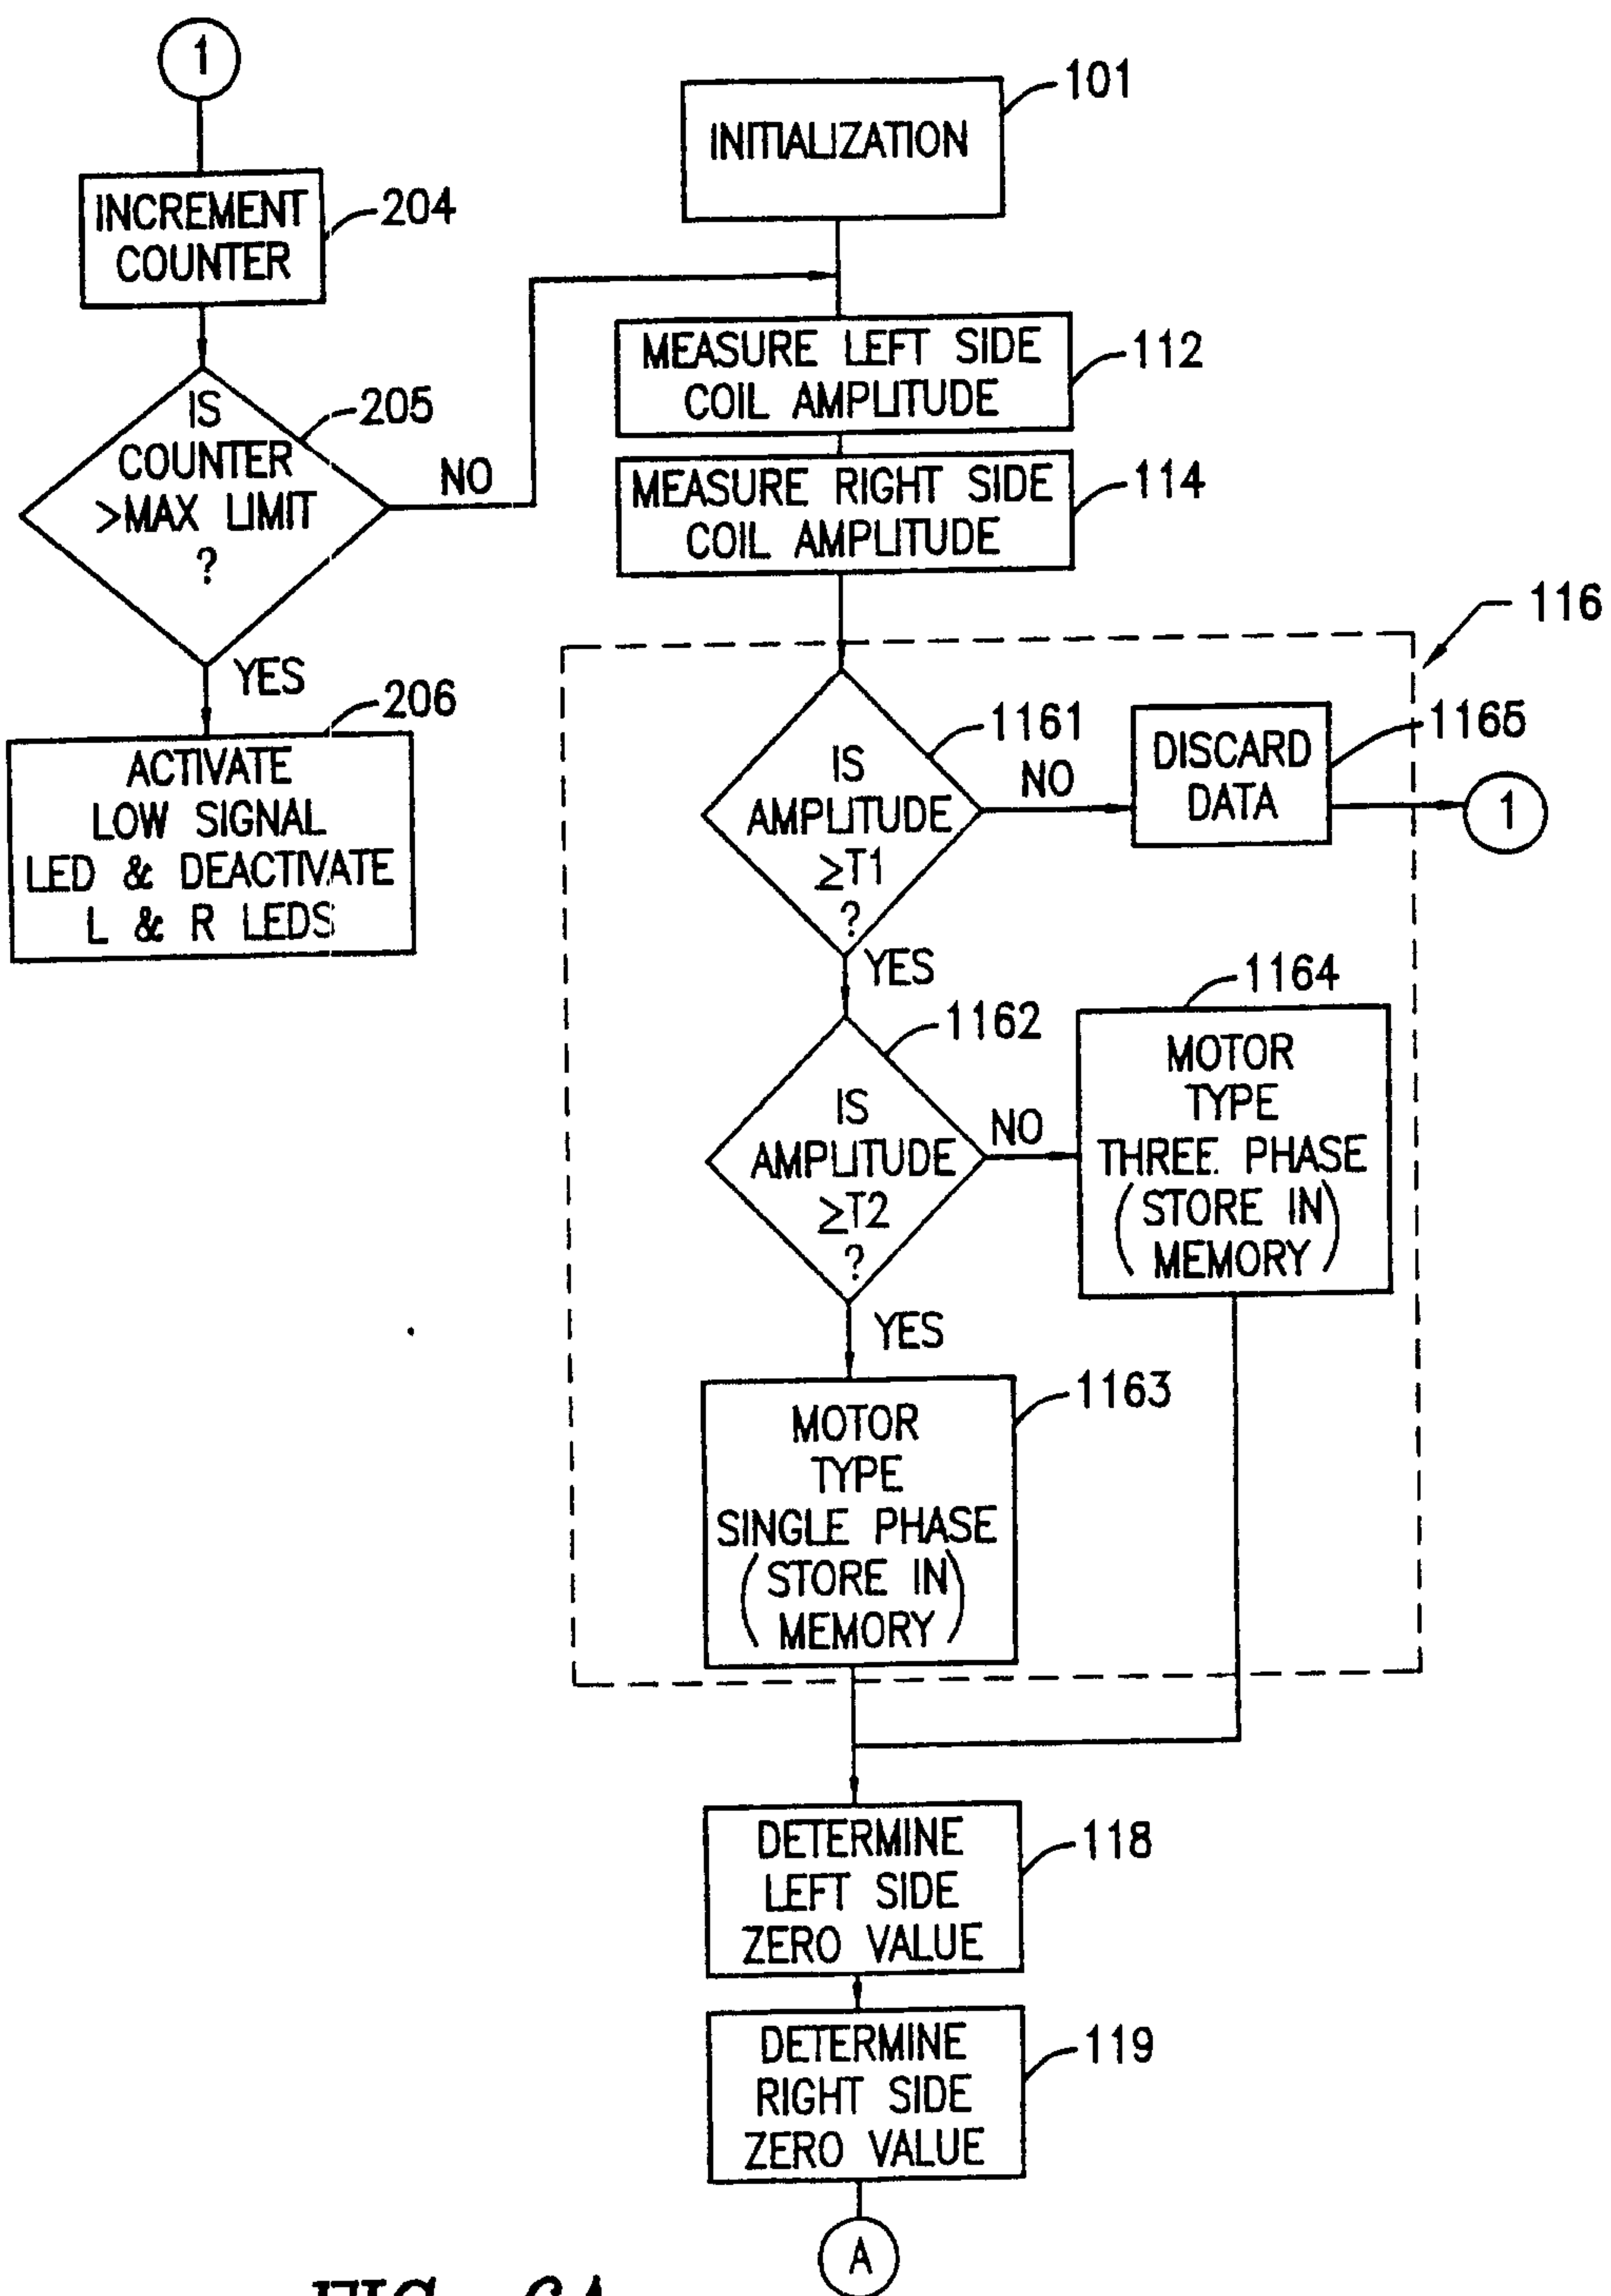 1
INCREMENT
COUNTER
204
IS
COUNTER
>MAX LIMIT
?
205
NO
YES
206
ACTIVATE
LOW SIGNAL
LED & DEACTIVATE
L & R LEDS
INITIALIZATION
101
MEASURE LEFT SIDE
COIL AMPLITUDE
112
MEASURE RIGHT SIDE
COIL AMPLITUDE
114
116
IS
AMPLITUDE
≥T1
?
1161
NO
DISCARD
DATA
1165
1
YES
IS
AMPLITUDE
≥T2
?
1162
NO
1164
MOTOR
TYPE
THREE PHASE
(STORE IN
MEMORY)
YES
MOTOR
TYPE
SINGLE PHASE
(STORE IN
MEMORY)
1163
DETERMINE
LEFT SIDE
ZERO VALUE
118
DETERMINE
RIGHT SIDE
ZERO VALUE
119
A